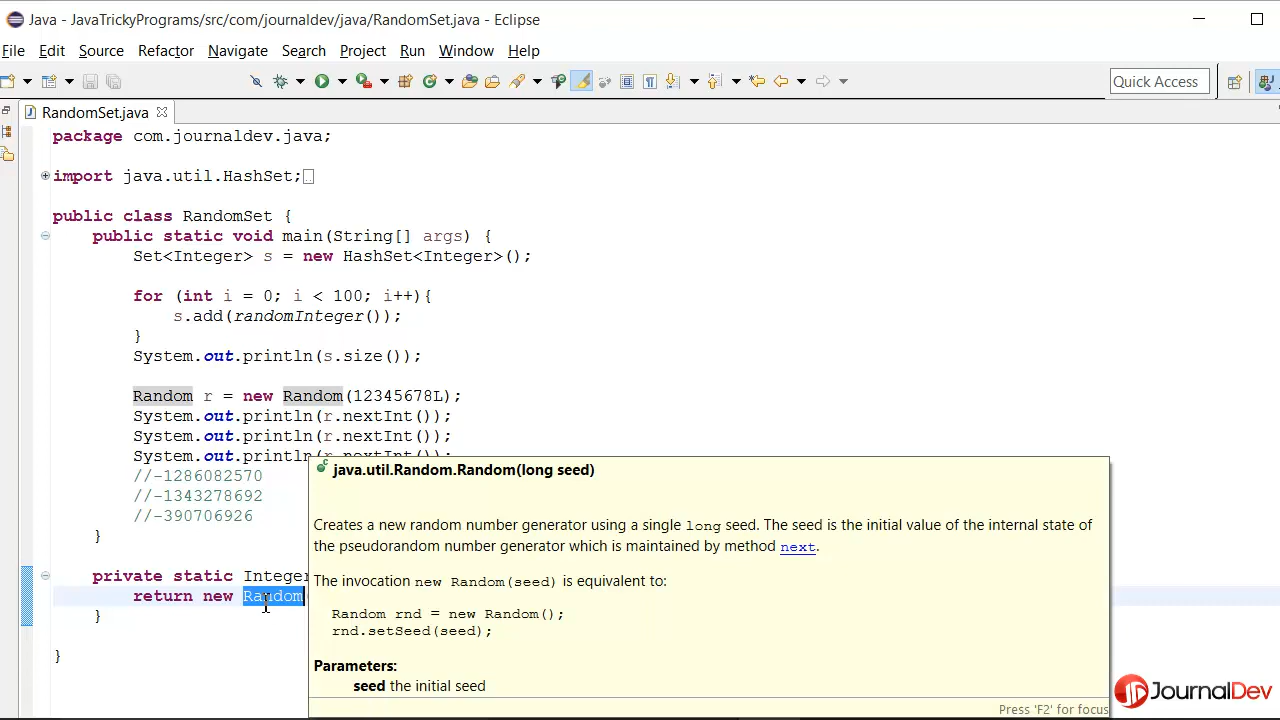 Java - JavaTrickyPrograms/src/com/journaldev/java/RandomSet.java - Eclipse
File Edit Source Refactor Navigate Search Project Run Window Help
Quick Access
RandomSet.java
package com.journaldev.java;
import java.util.HashSet;
public class RandomSet {
public static void main(String[] args) {
Set<Integer> s = new HashSet<Integer>();
for (int i = 0; i < 100; i++){
s.add(randomInteger());
}
System.out.println(s.size());
Random r = new Random(12345678L);
System.out.println(r.nextInt());
System.out.println(r.nextInt());
System.out.println(r.nextInt());
//-1286082570
//-1343278692
//-390706926
}
private static Integer
return new Random
}
}
java.util.Random.Random(long seed)
Creates a new random number generator using a single long seed. The seed is the initial value of the internal state of
the pseudorandom number generator which is maintained by method next.
The invocation new Random(seed) is equivalent to:
Random rnd = new Random();
rnd.setSeed(seed);
Parameters:
seed the initial seed
Press 'F2' for focus
JournalDev